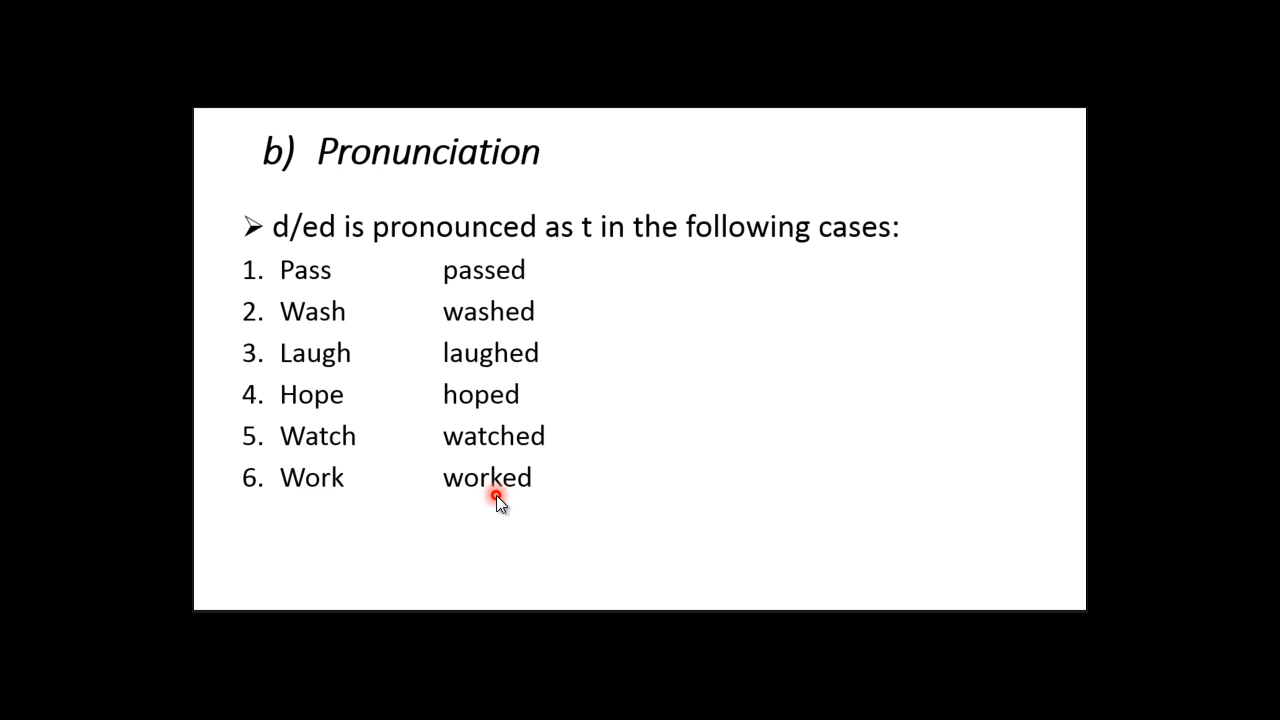 b) Pronunciation
➢ d/ed is pronounced as t in the following cases:
1. Pass passed
2. Wash washed
3. Laugh laughed
4. Hope hoped
5. Watch watched
6. Work worked